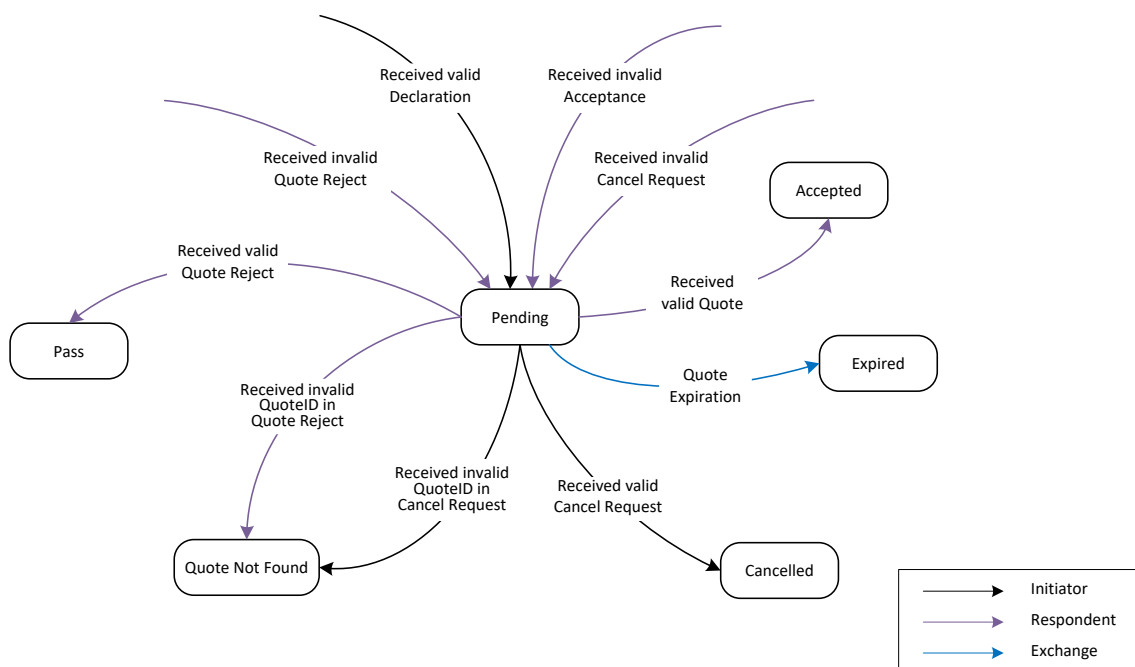 Received valid
Declaration
Received invalid
Acceptance
Received invalid
Quote Reject
Received invalid
Cancel Request
Accepted
Received valid
Quote Reject
Received
valid Quote
Pending
Pass
Expired
Quote
Expiration
Received invalid
QuoteID in
Quote Reject
Received invalid
QuoteID in
Cancel Request
Received valid
Cancel Request
Quote Not Found
Cancelled
Initiator
Respondent
Exchange